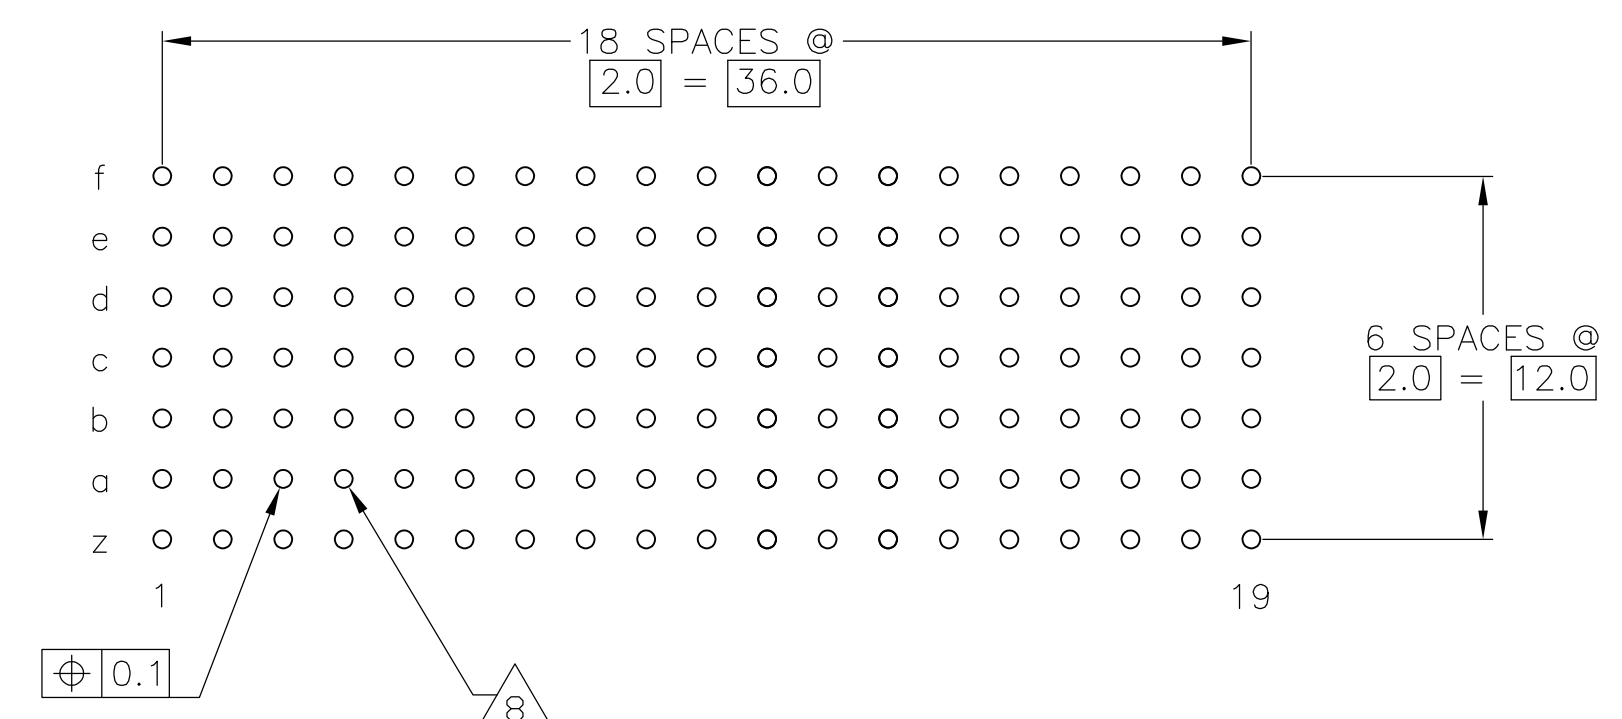 18 SPACES @
2.0 = 36.0
f
e
d
c
b
a
z
6 SPACES @
2.0 = 12.0
1
19
⌖ 0.1
8